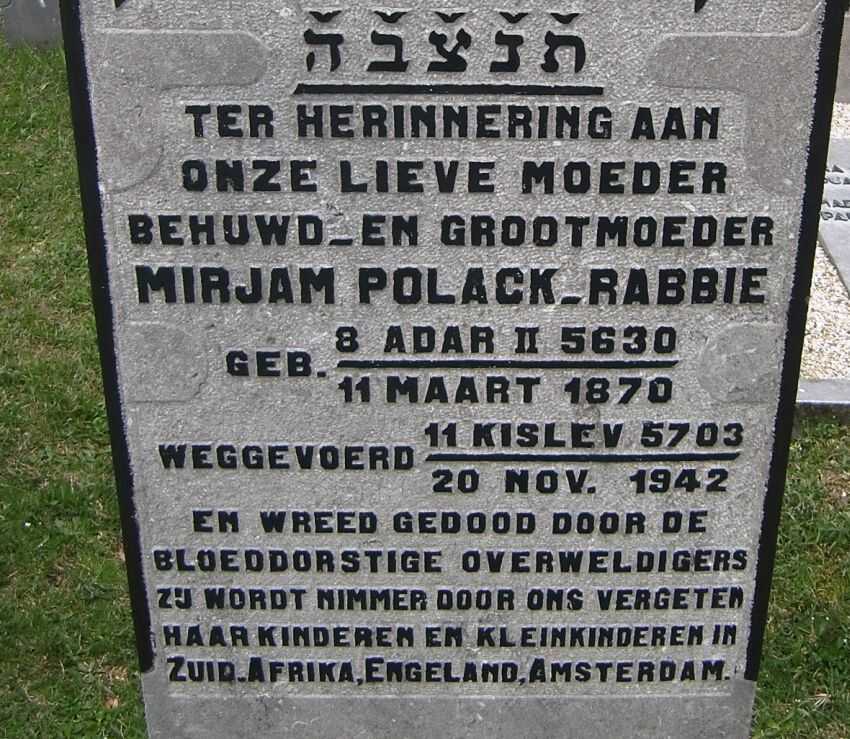 ת̌נ̌צ̌ב̌ה̌
TER HERINNERING AAN
ONZE LIEVE MOEDER
BEHUWD_EN GROOTMOEDER
MIRJAM POLACK_RABBIE
GEB. 8 ADAR II 5630
11 MAART 1870
WEGGEVOERD 11 KISLEV 5703
20 NOV. 1942
EN WREED GEDOOD DOOR DE
BLOEDDORSTIGE OVERWELDIGERS
ZIJ WORDT NIMMER DOOR ONS VERGETEN
HAAR KINDEREN EN KLEINKINDEREN IN
ZUID-AFRIKA, ENGELAND, AMSTERDAM.